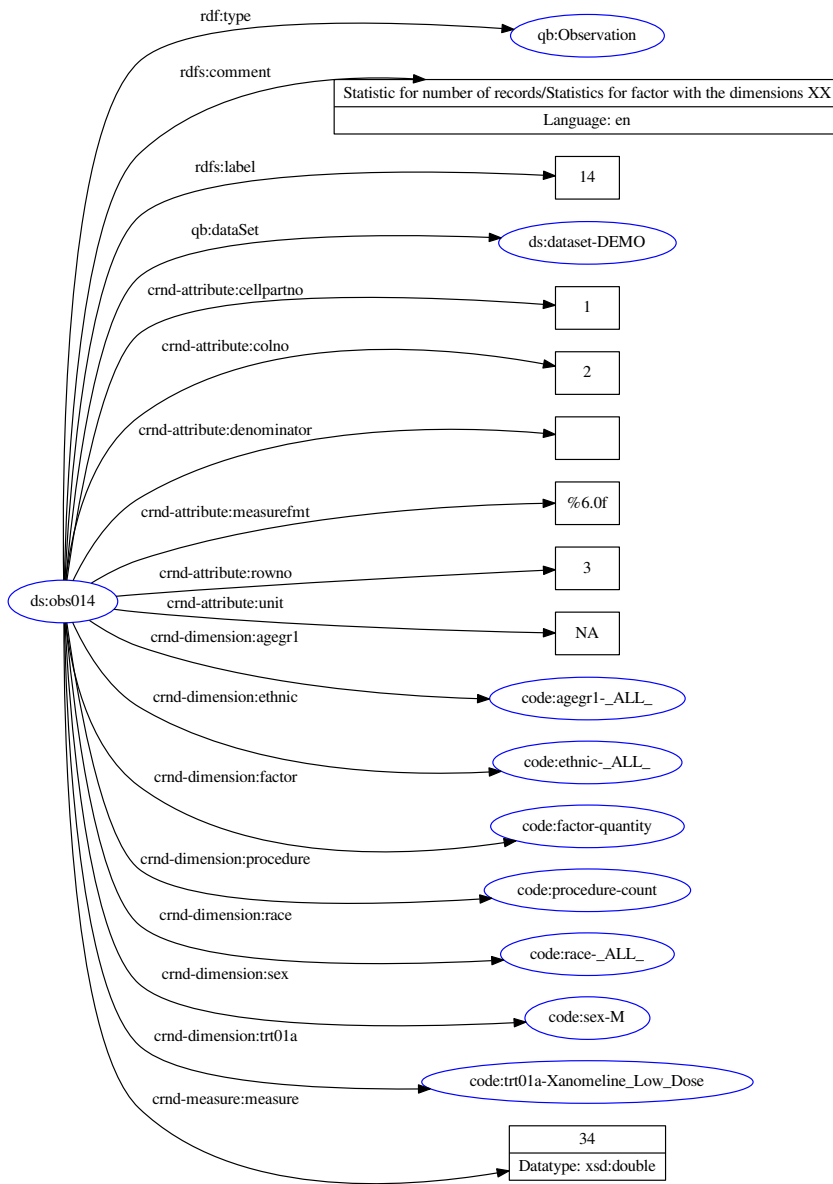 rdf:type
qb:Observation
rdfs:comment
Statistic for number of records/Statistics for factor with the dimensions XX
Language: en
rdfs:label
14
qb:dataSet
ds:dataset-DEMO
crnd-attribute:cellpartno
1
crnd-attribute:colno
2
crnd-attribute:denominator
crnd-attribute:measurefmt
%6.0f
crnd-attribute:rowno
3
ds:obs014
crnd-attribute:unit
NA
crnd-dimension:agegr1
code:agegr1-_ALL_
crnd-dimension:ethnic
code:ethnic-_ALL_
crnd-dimension:factor
code:factor-quantity
crnd-dimension:procedure
code:procedure-count
crnd-dimension:race
code:race-_ALL_
crnd-dimension:sex
code:sex-M
crnd-dimension:trt01a
code:trt01a-Xanomeline_Low_Dose
crnd-measure:measure
34
Datatype: xsd:double